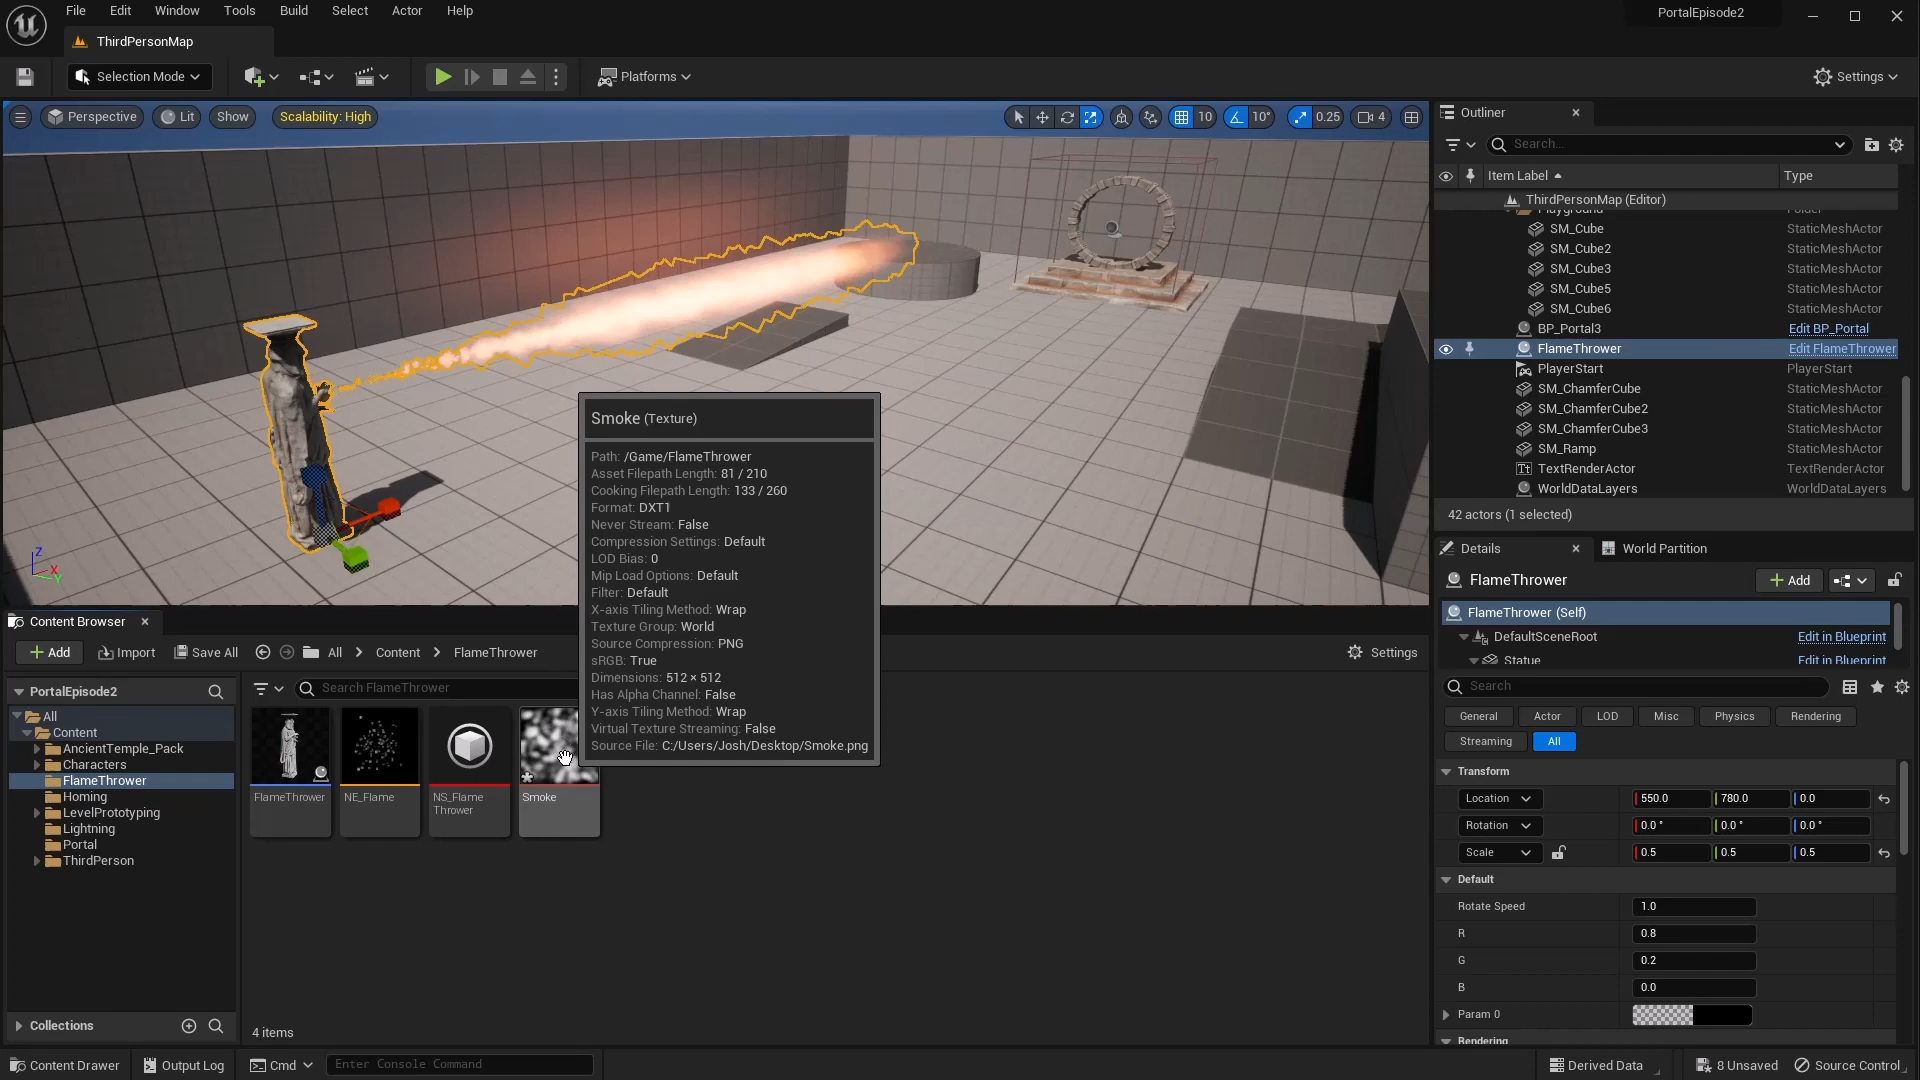 File Edit Window Tools Build Select Actor Help
PortalEpisode2
ThirdPersonMap
Selection Mode
Platforms
Settings
Perspective Lit Show Scalability: High
10 10° 0.25 4
Outliner
Search...
Item Label Type
ThirdPersonMap (Editor)
Playground Folder
SM_Cube StaticMeshActor
SM_Cube2 StaticMeshActor
SM_Cube3 StaticMeshActor
SM_Cube5 StaticMeshActor
SM_Cube6 StaticMeshActor
BP_Portal3 Edit BP_Portal
FlameThrower Edit FlameThrower
PlayerStart PlayerStart
SM_ChamferCube StaticMeshActor
SM_ChamferCube2 StaticMeshActor
SM_ChamferCube3 StaticMeshActor
SM_Ramp StaticMeshActor
TextRenderActor TextRenderActor
WorldDataLayers WorldDataLayers
42 actors (1 selected)
Z
X
Y
Smoke (Texture)
Path: /Game/FlameThrower
Asset Filepath Length: 81 / 210
Cooking Filepath Length: 133 / 260
Format: DXT1
Never Stream: False
Compression Settings: Default
LOD Bias: 0
Mip Load Options: Default
Filter: Default
X-axis Tiling Method: Wrap
Texture Group: World
Source Compression: PNG
sRGB: True
Dimensions: 512 × 512
Has Alpha Channel: False
Y-axis Tiling Method: Wrap
Virtual Texture Streaming: False
Source File: C:/Users/Josh/Desktop/Smoke.png
Details
World Partition
FlameThrower
Add
FlameThrower (Self)
DefaultSceneRoot Edit in Blueprint
Statue Edit in Blueprint
Search
General Actor LOD Misc Physics Rendering
Streaming All
Transform
Location 550.0 780.0 0.0
Rotation 0.0 ° 0.0 ° 0.0 °
Scale 0.5 0.5 0.5
Default
Rotate Speed 1.0
R 0.8
G 0.2
B 0.0
Param 0
Rendering
Content Browser
Add Import Save All All Content FlameThrower
Settings
PortalEpisode2
Search FlameThrower
All
Content
AncientTemple_Pack
Characters
FlameThrower
Homing
LevelPrototyping
Lightning
Portal
ThirdPerson
FlameThrower
NE_Flame
NS_Flame
Thrower
Smoke
Collections
4 items
Content Drawer Output Log Cmd Enter Console Command
Derived Data 8 Unsaved Source Control